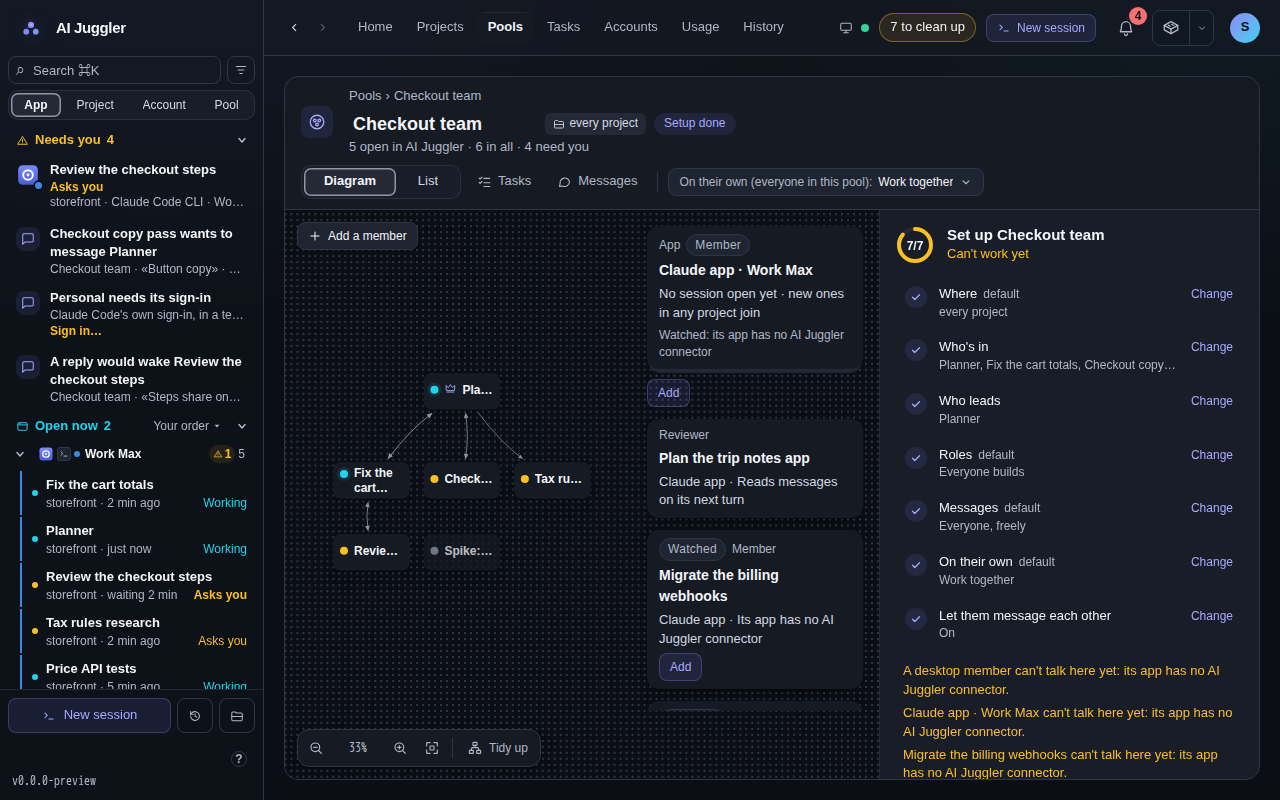 AI Juggler
Search ⌘K
App Project Account Pool
Needs you 4
Review the checkout steps
Asks you
storefront · Claude Code CLI · Wo…
Checkout copy pass wants to
message Planner
Checkout team · «Button copy» · …
Personal needs its sign-in
Claude Code's own sign-in, in a te…
Sign in…
A reply would wake Review the
checkout steps
Checkout team · «Steps share on…
Open now 2 Your order
Work Max 1 5
Fix the cart totals
storefront · 2 min ago Working
Planner
storefront · just now Working
Review the checkout steps
storefront · waiting 2 min Asks you
Tax rules research
storefront · 2 min ago Asks you
Price API tests
storefront · 5 min ago Working
New session
?
v0.0.0-preview
Home Projects Pools Tasks Accounts Usage History
7 to clean up
New session
4
S
Pools › Checkout team
Checkout team
every project
Setup done
5 open in AI Juggler · 6 in all · 4 need you
Diagram List Tasks Messages
On their own (everyone in this pool): Work together
Add a member
Pla…
Fix the
cart…
Check…
Tax ru…
Revie…
Spike:…
33%
Tidy up
App Member
Claude app · Work Max
No session open yet · new ones
in any project join
Watched: its app has no AI Juggler
connector
Add
Reviewer
Plan the trip notes app
Claude app · Reads messages
on its next turn
Watched Member
Migrate the billing
webhooks
Claude app · Its app has no AI
Juggler connector
Add
7/7
Set up Checkout team
Can't work yet
Where default Change
every project
Who's in Change
Planner, Fix the cart totals, Checkout copy…
Who leads Change
Planner
Roles default Change
Everyone builds
Messages default Change
Everyone, freely
On their own default Change
Work together
Let them message each other Change
On
A desktop member can't talk here yet: its app has no AI
Juggler connector.
Claude app · Work Max can't talk here yet: its app has no
AI Juggler connector.
Migrate the billing webhooks can't talk here yet: its app
has no AI Juggler connector.